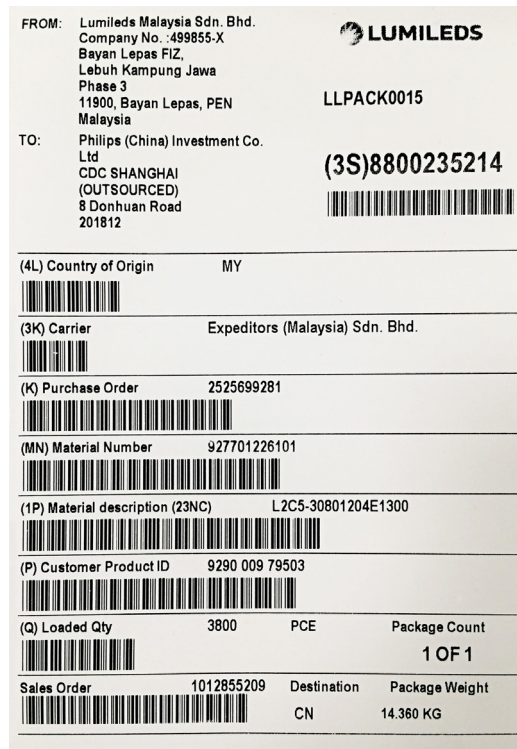 FROM: Lumileds Malaysia Sdn. Bhd.
Company No. :499855-X
Bayan Lepas FIZ,
Lebuh Kampung Jawa
Phase 3
11900, Bayan Lepas, PEN
Malaysia
LUMILEDS
LLPACK0015
TO: Philips (China) Investment Co.
Ltd
CDC SHANGHAI
(OUTSOURCED)
8 Donhuan Road
201812
(3S)8800235214
(4L) Country of Origin MY
(3K) Carrier Expeditors (Malaysia) Sdn. Bhd.
(K) Purchase Order 2525699281
(MN) Material Number 927701226101
(1P) Material description (23NC) L2C5-30801204E1300
(P) Customer Product ID 9290 009 79503
(Q) Loaded Qty 3800 PCE Package Count
1 OF 1
Sales Order 1012855209 Destination Package Weight
CN 14.360 KG